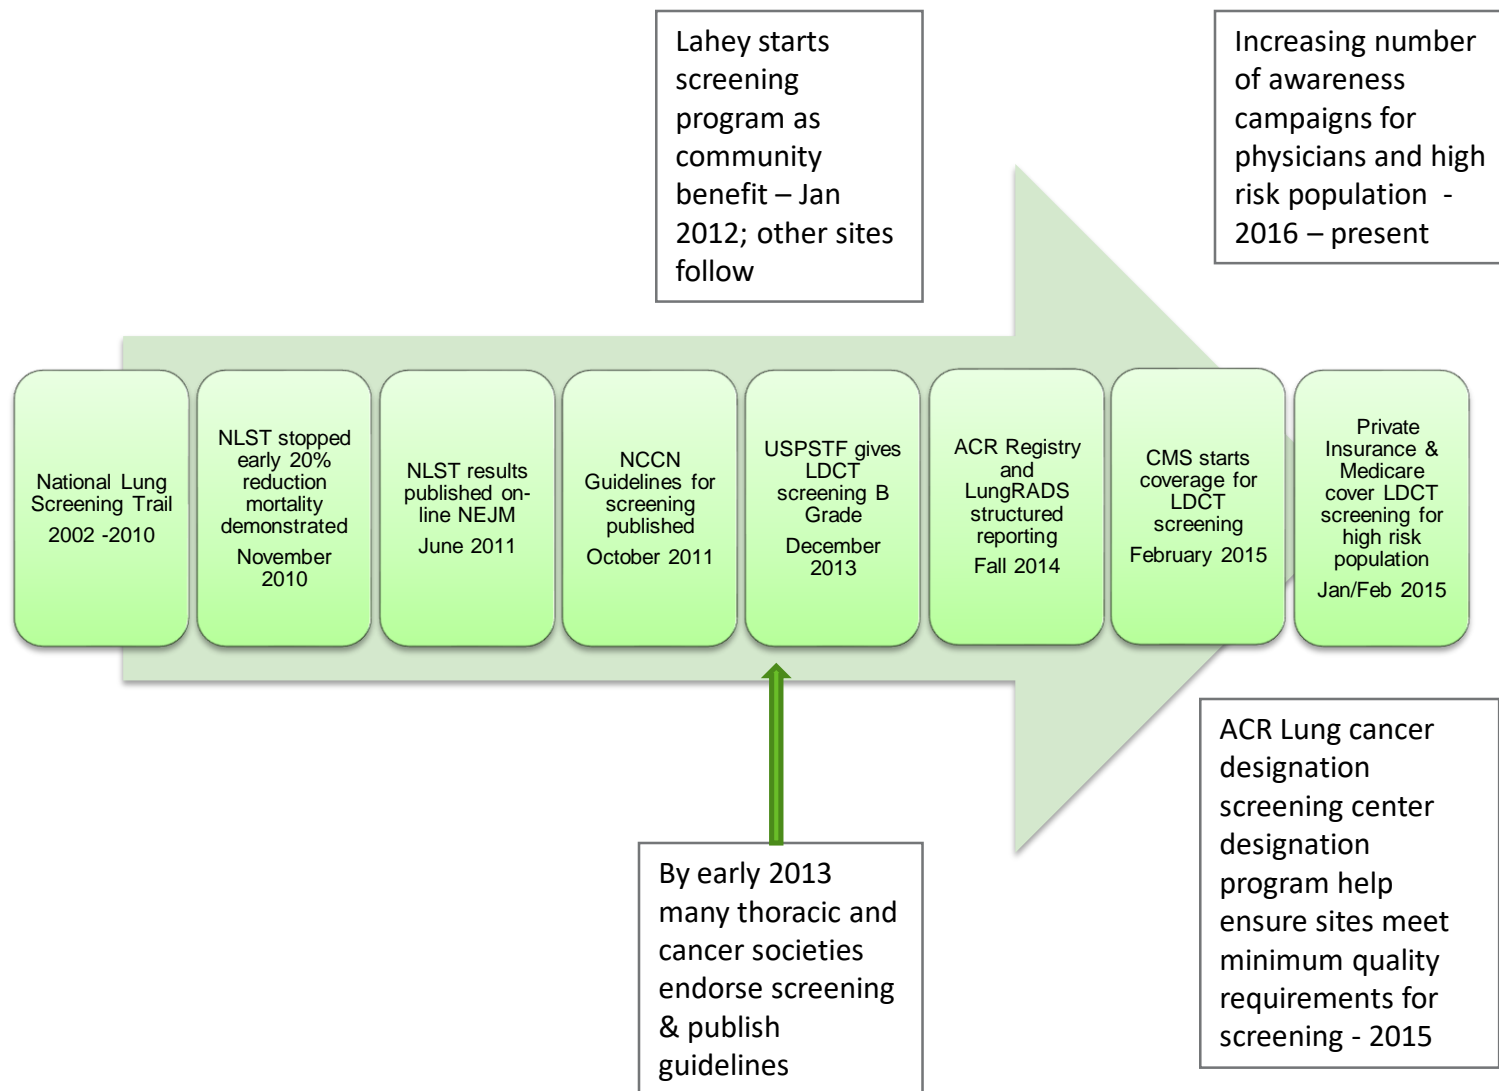 Lahey starts
screening
program as
community
benefit – Jan
2012; other sites
follow
Increasing number
of awareness
campaigns for
physicians and high
risk population  -
2016 – present
National Lung
Screening Trail
2002 -2010
NLST stopped
early 20%
reduction
mortality
demonstrated
November
2010
NLST results
published on-
line NEJM
June 2011
NCCN
Guidelines for
screening
published
October 2011
USPSTF gives
LDCT
screening B
Grade
December
2013
ACR Registry
and
LungRADS
structured
reporting
Fall 2014
CMS starts
coverage for
LDCT
screening
February 2015
Private
Insurance &
Medicare
cover LDCT
screening for
high risk
population
Jan/Feb 2015
By early 2013
many thoracic and
cancer societies
endorse screening
& publish
guidelines
ACR Lung cancer
designation
screening center
designation
program help
ensure sites meet
minimum quality
requirements for
screening - 2015